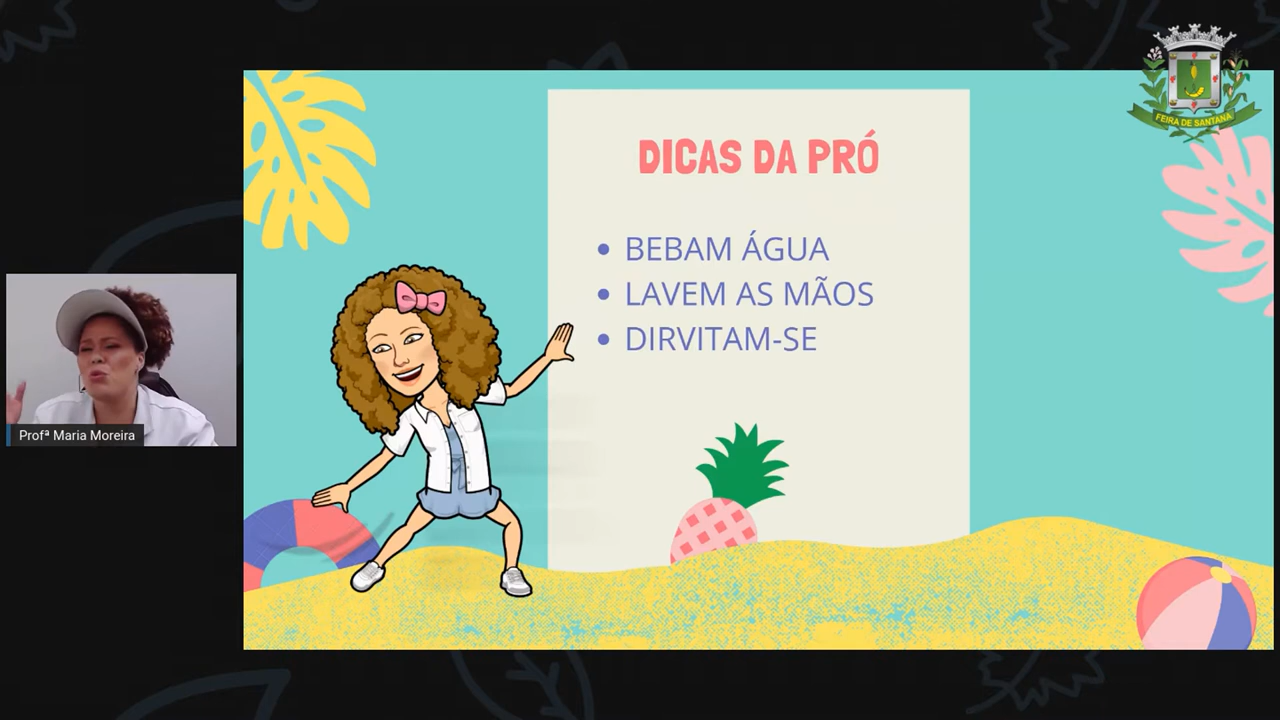 FEIRA DE SANTANA
DICAS DA PRÓ
BEBAM ÁGUA
LAVEM AS MÃOS
DIRVITAM-SE
Profª Maria Moreira